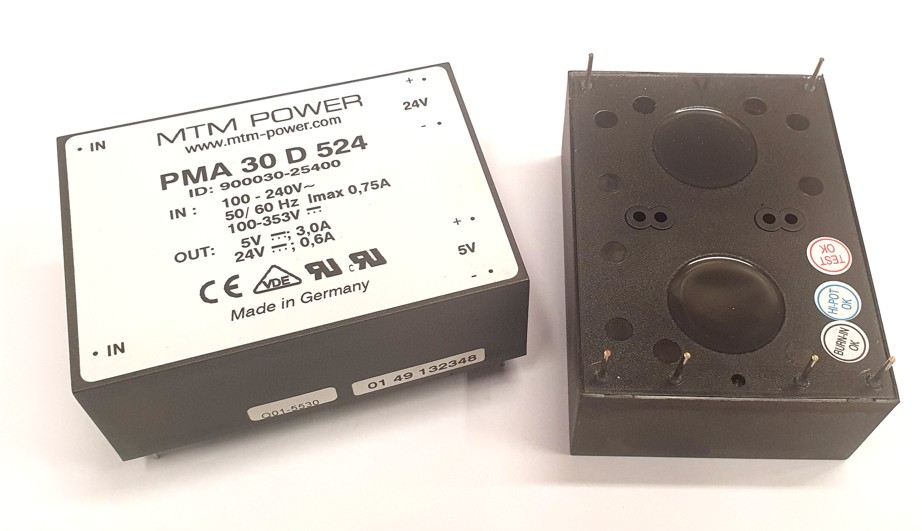 MTM POWER
www.mtm-power.com
PMA 30 D 524
ID: 900030-25400
IN : 100 - 240V~
50/ 60 Hz Imax 0,75A
100-353V ⎓
OUT: 5V ⎓; 3,0A
24V ⎓; 0,6A
CE VDE
Made in Germany
• IN
• IN
+ •
24V
- •
+ •
5V
- •
Q01-5530
01 49 132348
TEST OK
HI-POT OK
BURN-IN OK